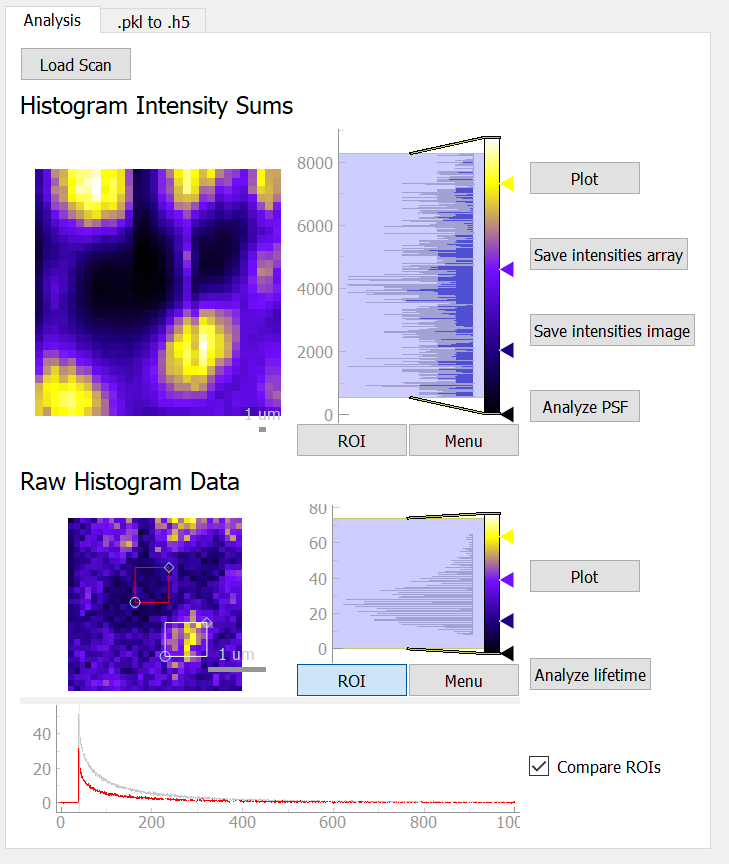 Analysis
.pkl to .h5
Load Scan
Histogram Intensity Sums
8000
6000
4000
2000
0
1 um
Plot
Save intensities array
Save intensities image
Analyze PSF
ROI
Menu
Raw Histogram Data
80
60
40
20
0
1 um
Plot
ROI
Menu
Analyze lifetime
40
20
0
0
200
400
600
800
100
Compare ROIs